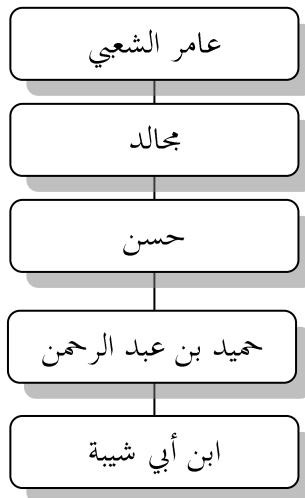 عامر الشعبي
مجالد
حسن
حميد بن عبد الرحمن
ابن أبي شيبة